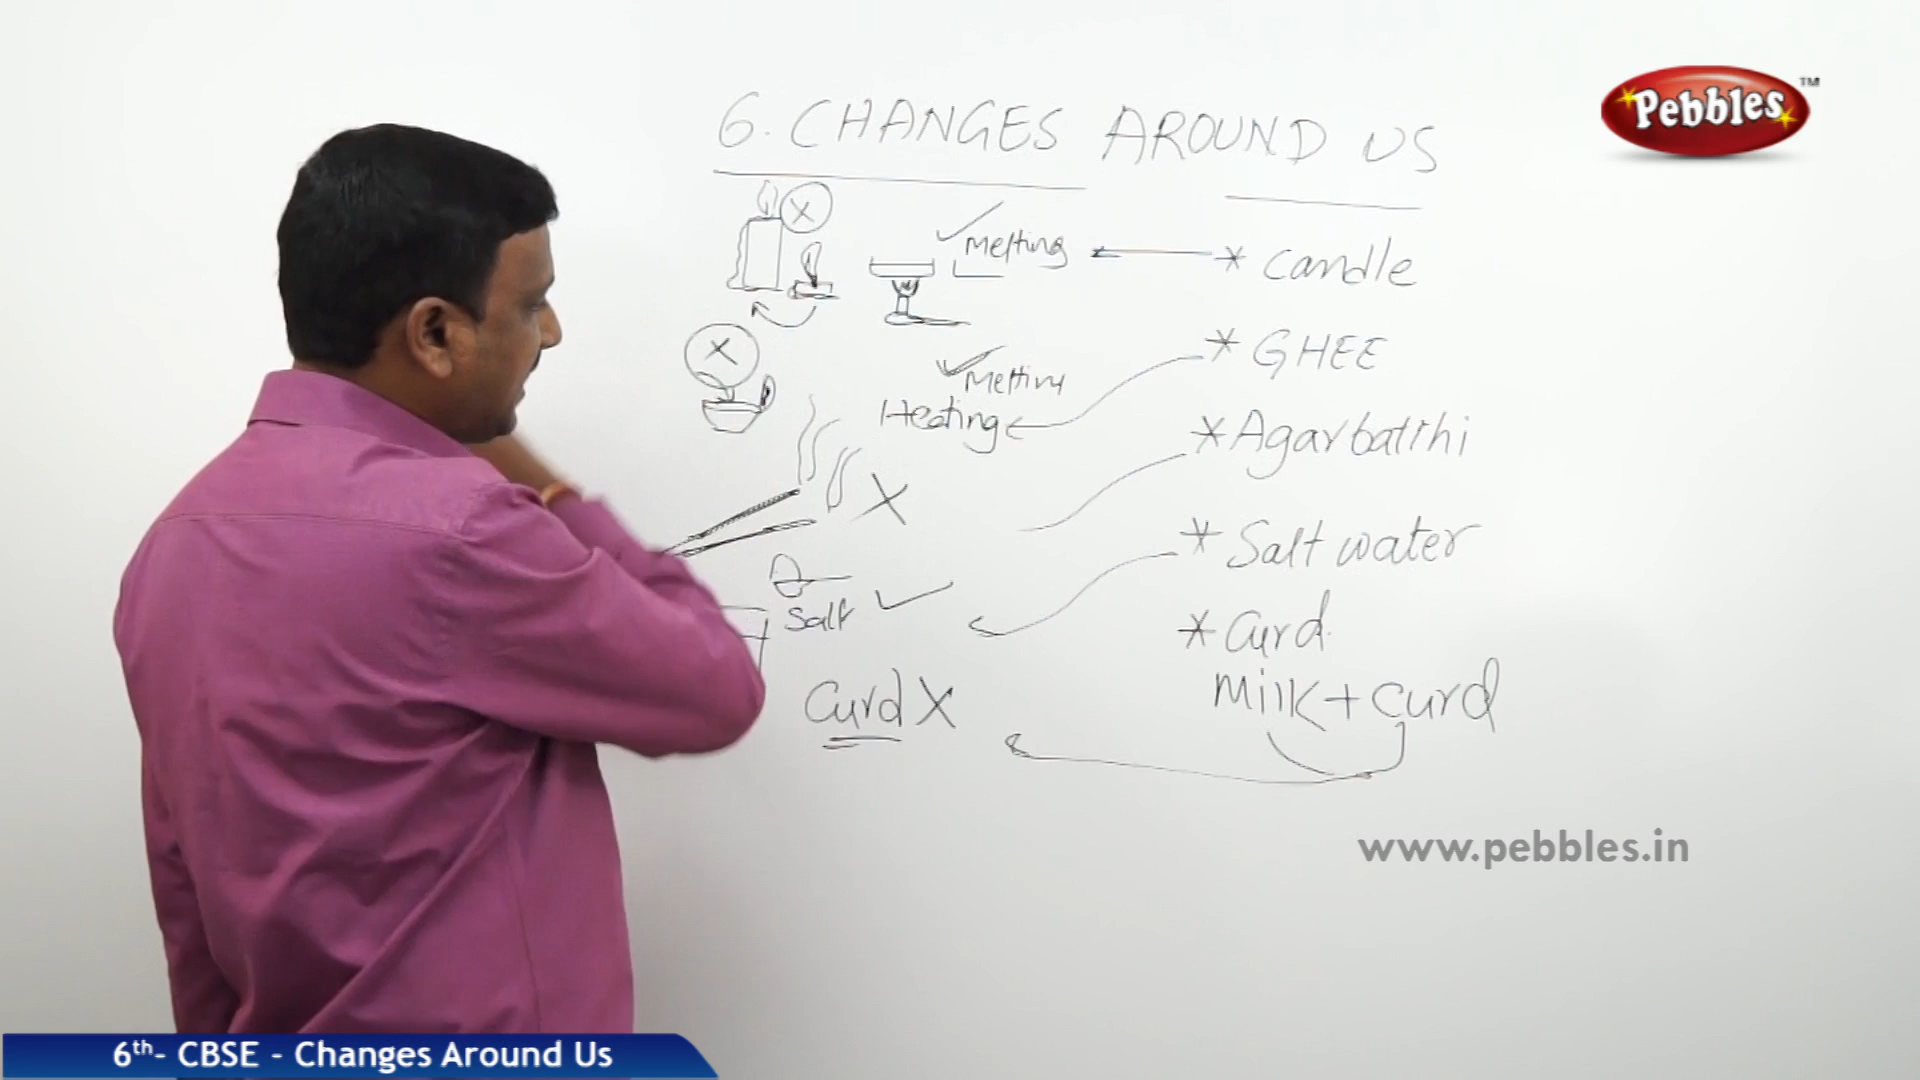 Pebbles TM
6. CHANGES AROUND US
✓ Melting
* Candle
X
* GHEE
X
✓ Melting
Heating
* Agarbatthi
X
* Salt water
Salt ✓
* Curd
Milk + Curd
Curd X
www.pebbles.in
6th- CBSE - Changes Around Us